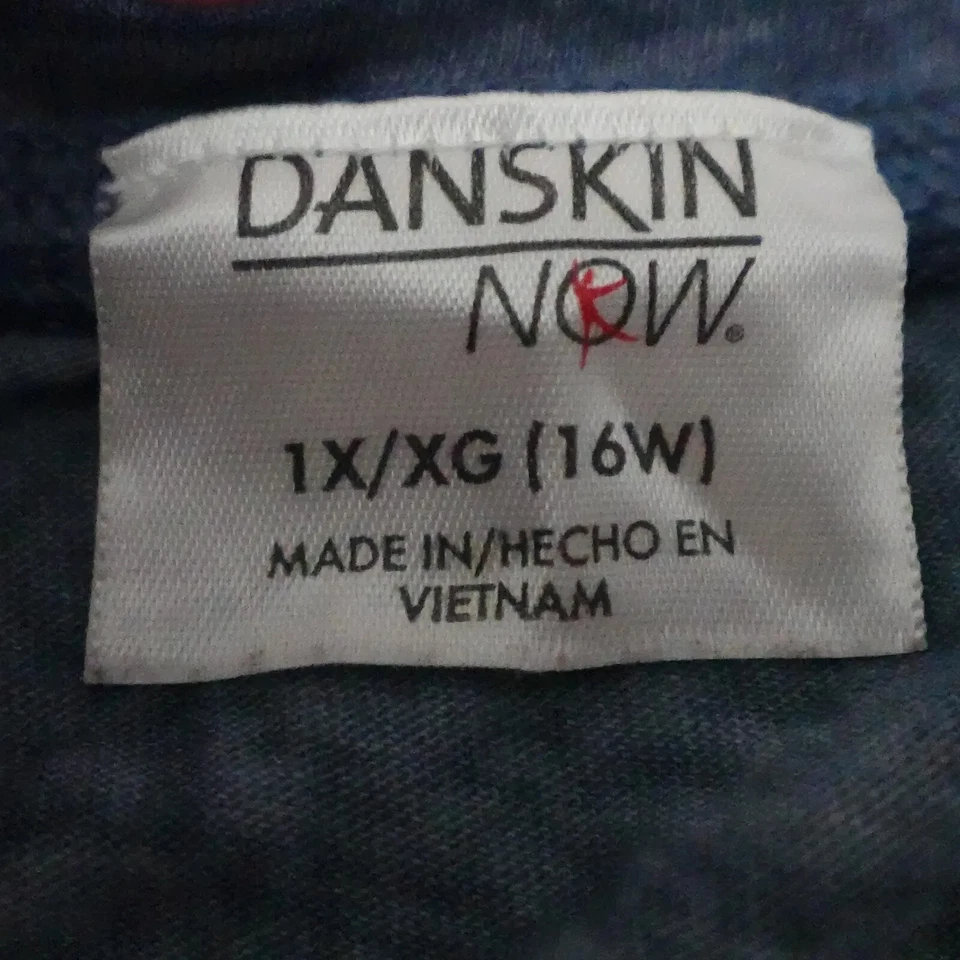 DANSKIN
NOW®
1X/XG (16W)
MADE IN/HECHO EN
VIETNAM